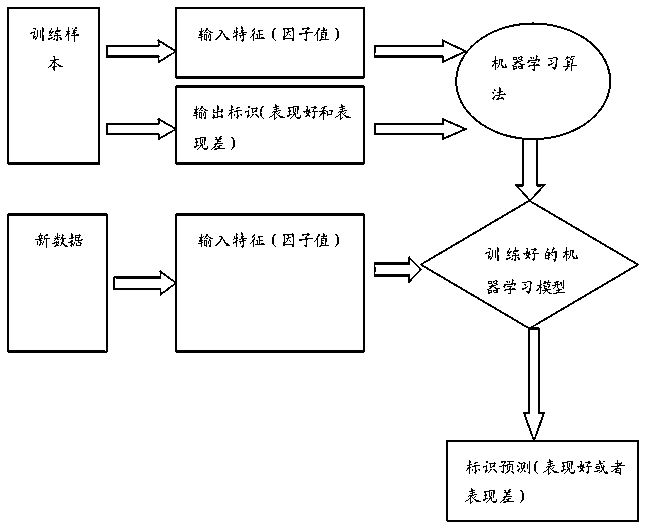 训练样
本
输入特征(因子值)
输出标识(表现好和表
现差)
机器学习算
法
新数据
输入特征(因子值)
训练好的机
器学习模型
标识预测(表现好或者
表现差)